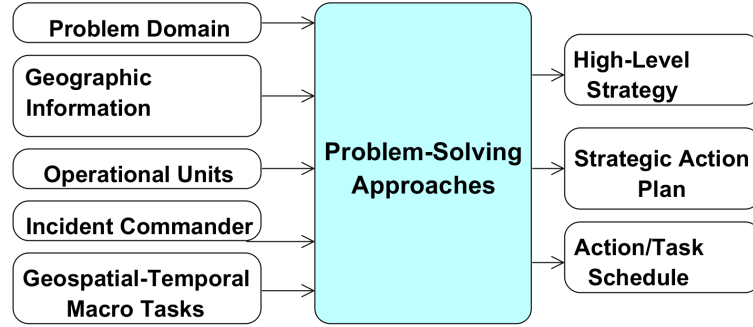 Problem Domain
Geographic
Information
Operational Units
Incident Commander
Geospatial-Temporal
Macro Tasks
Problem-Solving
Approaches
High-Level
Strategy
Strategic Action
Plan
Action/Task
Schedule